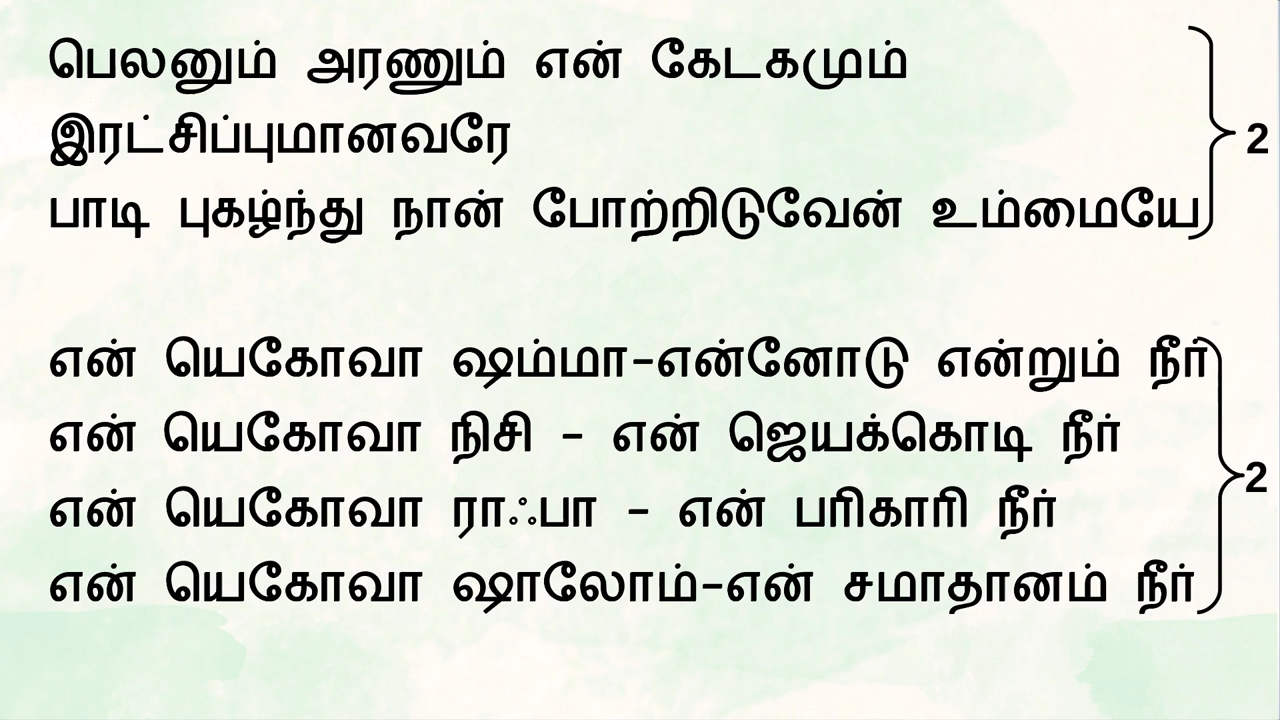 பெலனும் அரணும் என் கேடகமும்
இரட்சிப்புமானவரே
2
பாடி புகழ்ந்து நான் போற்றிடுவேன் உம்மையே
என் யெகோவா ஷம்மா-என்னோடு என்றும் நீர்
என் யெகோவா நிசி - என் ஜெயக்கொடி நீர்
2
என் யெகோவா ராஃபா - என் பரிகாரி நீர்
என் யெகோவா ஷாலோம்-என் சமாதானம் நீர்